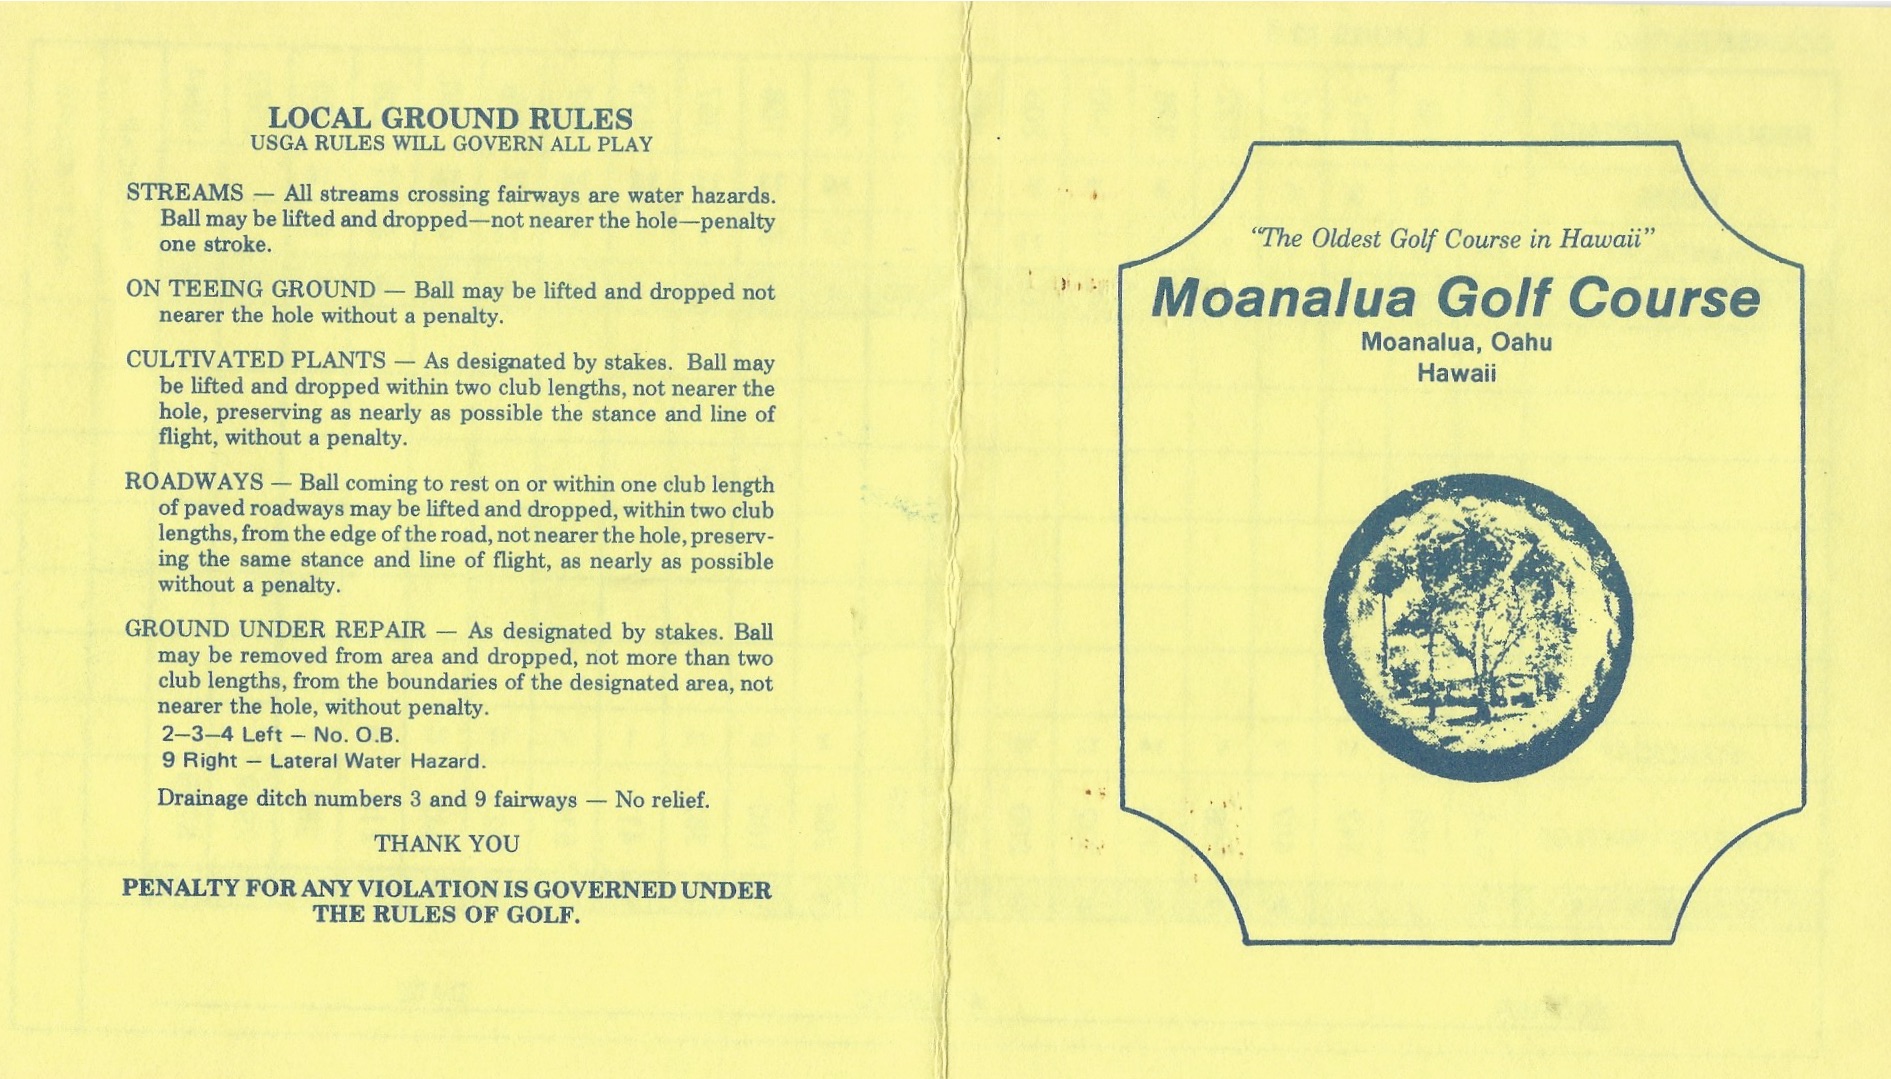 LOCAL GROUND RULES
USGA RULES WILL GOVERN ALL PLAY
STREAMS — All streams crossing fairways are water hazards.
Ball may be lifted and dropped—not nearer the hole—penalty
one stroke.
ON TEEING GROUND — Ball may be lifted and dropped not
nearer the hole without a penalty.
CULTIVATED PLANTS — As designated by stakes. Ball may
be lifted and dropped within two club lengths, not nearer the
hole, preserving as nearly as possible the stance and line of
flight, without a penalty.
ROADWAYS — Ball coming to rest on or within one club length
of paved roadways may be lifted and dropped, within two club
lengths, from the edge of the road, not nearer the hole, preserv-
ing the same stance and line of flight, as nearly as possible
without a penalty.
GROUND UNDER REPAIR — As designated by stakes. Ball
may be removed from area and dropped, not more than two
club lengths, from the boundaries of the designated area, not
nearer the hole, without penalty.
2–3–4 Left – No. O.B.
9 Right – Lateral Water Hazard.
Drainage ditch numbers 3 and 9 fairways — No relief.
THANK YOU
PENALTY FOR ANY VIOLATION IS GOVERNED UNDER
THE RULES OF GOLF.
"The Oldest Golf Course in Hawaii"
Moanalua Golf Course
Moanalua, Oahu
Hawaii